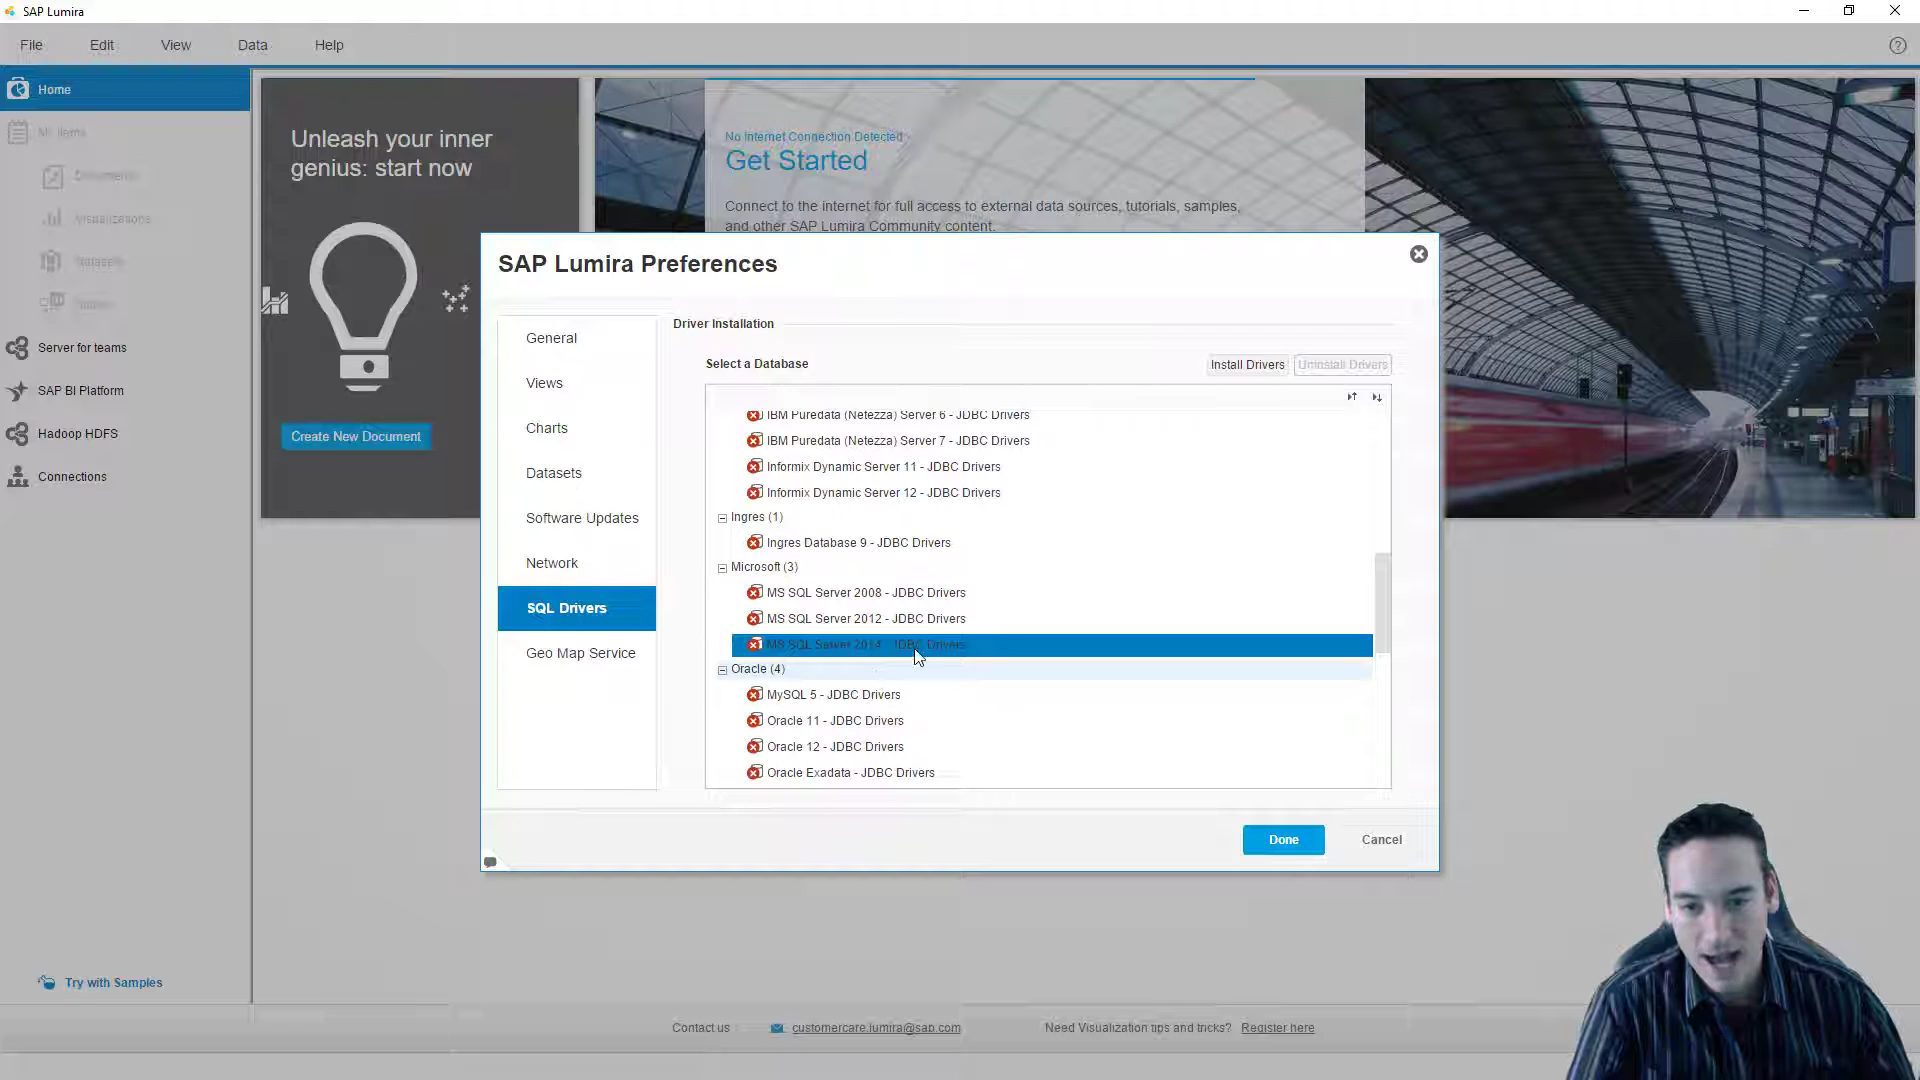 SAP Lumira
File Edit View Data Help
Home
My Items
Documents
Visualizations
Datasets
Server for teams
SAP BI Platform
Hadoop HDFS
Connections
Try with Samples
Unleash your inner
genius: start now
Create New Document
No Internet Connection Detected
Get Started
Connect to the internet for full access to external data sources, tutorials, samples,
and other SAP Lumira Community content.
SAP Lumira Preferences
General
Views
Charts
Datasets
Software Updates
Network
SQL Drivers
Geo Map Service
Driver Installation
Select a Database
Install Drivers
Uninstall Drivers
IBM Puredata (Netezza) Server 6 - JDBC Drivers
IBM Puredata (Netezza) Server 7 - JDBC Drivers
Informix Dynamic Server 11 - JDBC Drivers
Informix Dynamic Server 12 - JDBC Drivers
Ingres (1)
Ingres Database 9 - JDBC Drivers
Microsoft (3)
MS SQL Server 2008 - JDBC Drivers
MS SQL Server 2012 - JDBC Drivers
MS SQL Server 2014 - JDBC Drivers
Oracle (4)
MySQL 5 - JDBC Drivers
Oracle 11 - JDBC Drivers
Oracle 12 - JDBC Drivers
Oracle Exadata - JDBC Drivers
Done
Cancel
Contact us
customercare.lumira@sap.com
Need Visualization tips and tricks? Register here